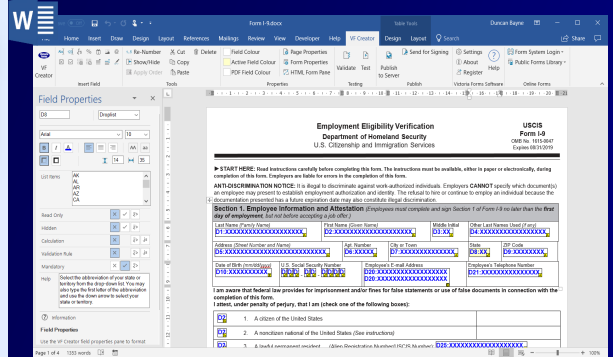 W
Form I-9.docx
Table Tools
Duncan Bayne
Home Insert Draw Design Layout References Mailings Review View Developer Help VF Creator Design Layout Search
Share
VF Creator
Re-Number
Show/Hide
Apply Order
Cut
Copy
Paste
Delete
Field Colour
Active Field Colour
PDF Field Colour
Page Properties
Form Properties
HTML Form Pane
Validate Test
Publish to Server
Send for Signing
Settings
About
Register
Help
Form System Login
Public Forms Library
Insert Field Tools Properties Testing Publish Victoria Forms Software Online Forms
Field Properties
D8 Droplist
Arial 10
B I A AA aa
14 35
List Items
AK
AL
AR
AZ
CA
Read Only
Hidden
Calculation
Validation Rule
Mandatory
Help
Select the abbreviation of your state or
territory from the drop-down list. You may
also type the first letter of the abbreviation
and use the down arrow to select your
state or territory.
Information
Field Properties
Use the VF Creator field properties pane to format
Page 1 of 4 1353 words
100%
Employment Eligibility Verification
Department of Homeland Security
U.S. Citizenship and Immigration Services
USCIS
Form I-9
OMB No. 1615-0047
Expires 08/31/2019
►START HERE: Read instructions carefully before completing this form. The instructions must be available, either in paper or electronically, during
completion of this form. Employers are liable for errors in the completion of this form.
ANTI-DISCRIMINATION NOTICE: It is illegal to discriminate against work-authorized individuals. Employers CANNOT specify which document(s)
an employee may present to establish employment authorization and identity. The refusal to hire or continue to employ an individual because the
documentation presented has a future expiration date may also constitute illegal discrimination.
Section 1. Employee Information and Attestation (Employees must complete and sign Section 1 of Form I-9 no later than the first
day of employment, but not before accepting a job offer.)
Last Name (Family Name) First Name (Given Name) Middle Initial Other Last Names Used (if any)
Address (Street Number and Name) Apt. Number City or Town State ZIP Code
Date of Birth (mm/dd/yyyy) U.S. Social Security Number Employee's E-mail Address Employee's Telephone Number
I am aware that federal law provides for imprisonment and/or fines for false statements or use of false documents in connection with the
completion of this form.
I attest, under penalty of perjury, that I am (check one of the following boxes):
1. A citizen of the United States
2. A noncitizen national of the United States (See instructions)
3. A lawful permanent resident (Alien Registration Number/USCIS Number):